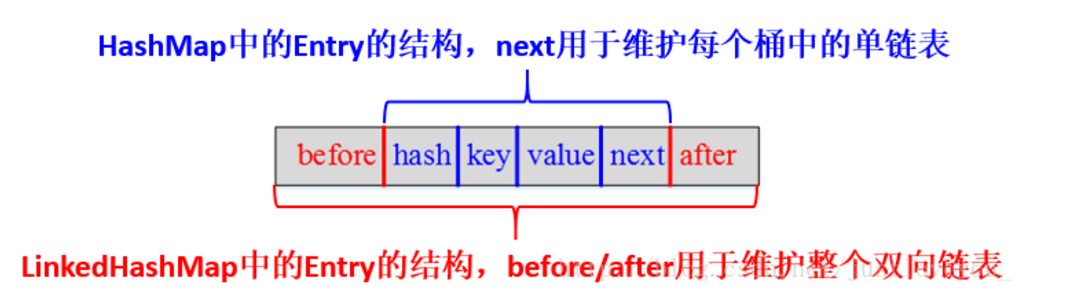 HashMap中的Entry的结构，next用于维护每个桶中的单链表
before hash key value next after
LinkedHashMap中的Entry的结构，before/after用于维护整个双向链表